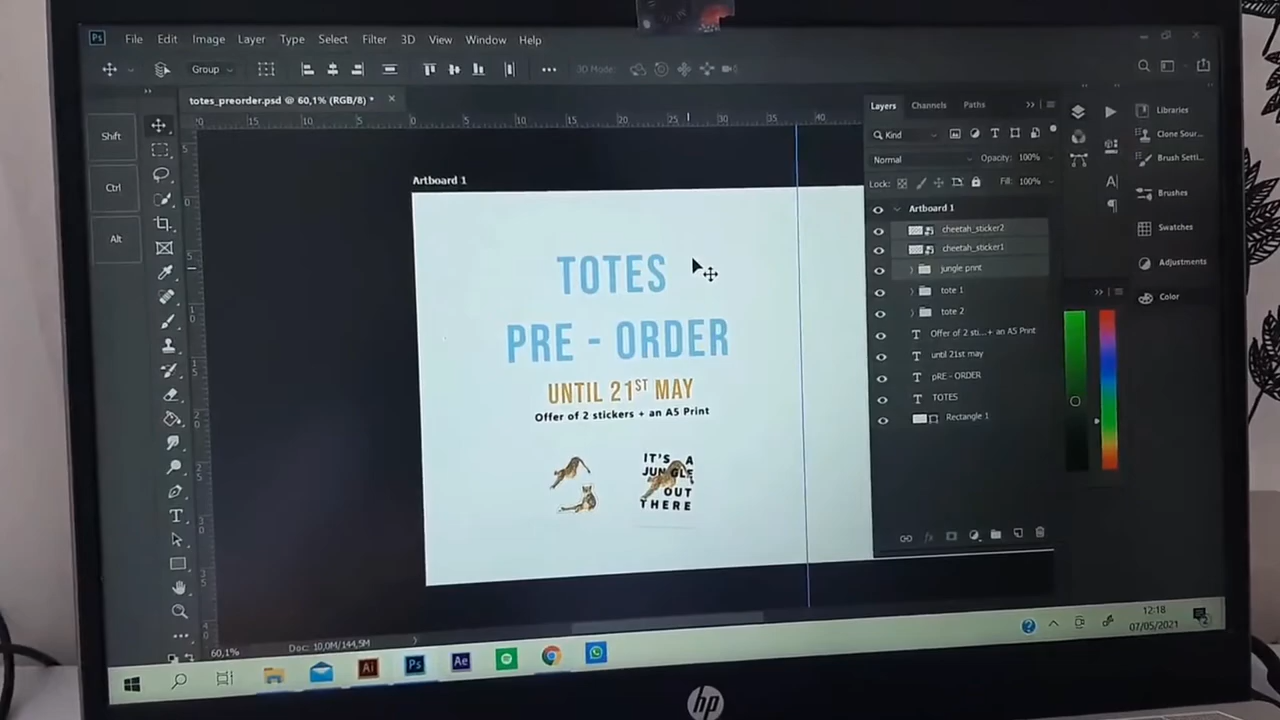 Ps File Edit Image Layer Type Select Filter 3D View Window Help
Group 3D Mode:
totes_preorder.psd @ 60,1% (RGB/8) *
Layers Channels Paths
Libraries
Shift
Kind
Clone Sour...
Normal Opacity: 100%
Brush Setti...
Ctrl
Artboard 1
Lock: Fill: 100%
Brushes
Alt
Artboard 1
cheetah_sticker2
Swatches
cheetah_sticker1
TOTES
jungle print
Adjustments
tote 1
Color
tote 2
PRE - ORDER
Offer of 2 sti...+ an A5 Print
until 21st may
UNTIL 21ST MAY
pRE - ORDER
Offer of 2 stickers + an A5 Print
TOTES
Rectangle 1
IT'S A
JUNGLE
OUT
THERE
60,1% Doc: 10,0M/144,5M
12:18
07/05/2021
Ai Ps Ae
hp